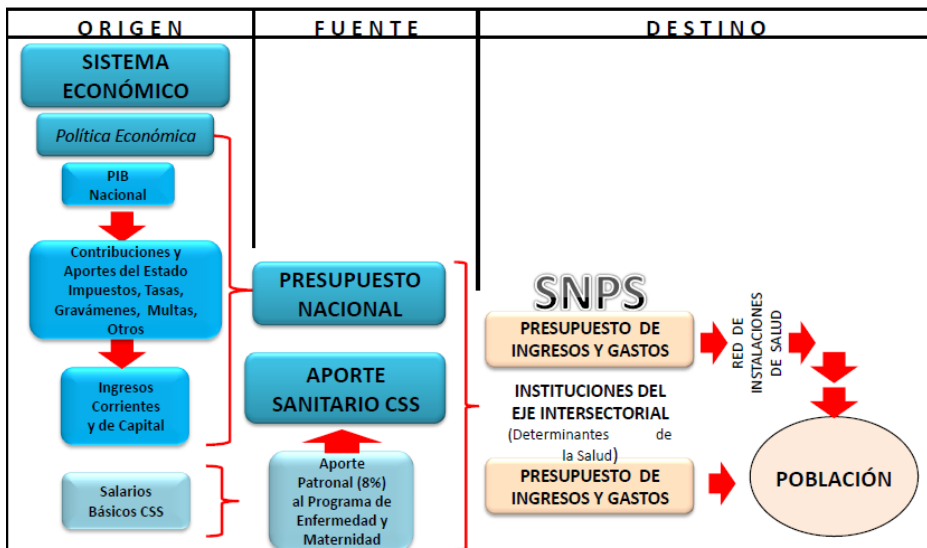 ORIGEN
FUENTE
DESTINO
SISTEMA
ECONÓMICO
Política Económica
PIB
Nacional
Contribuciones y
Aportes del Estado
Impuestos, Tasas,
Gravámenes, Multas,
Otros
Ingresos
Corrientes
y de Capital
Salarios
Básicos CSS
PRESUPUESTO
NACIONAL
APORTE
SANITARIO CSS
Aporte
Patronal (8%)
al Programa de
Enfermedad y
Maternidad
SNPS
PRESUPUESTO DE
INGRESOS Y GASTOS
RED DE
INSTALACIONES
DE SALUD
INSTITUCIONES DEL
EJE INTERSECTORIAL
(Determinantes de
la Salud)
PRESUPUESTO DE
INGRESOS Y GASTOS
POBLACIÓN